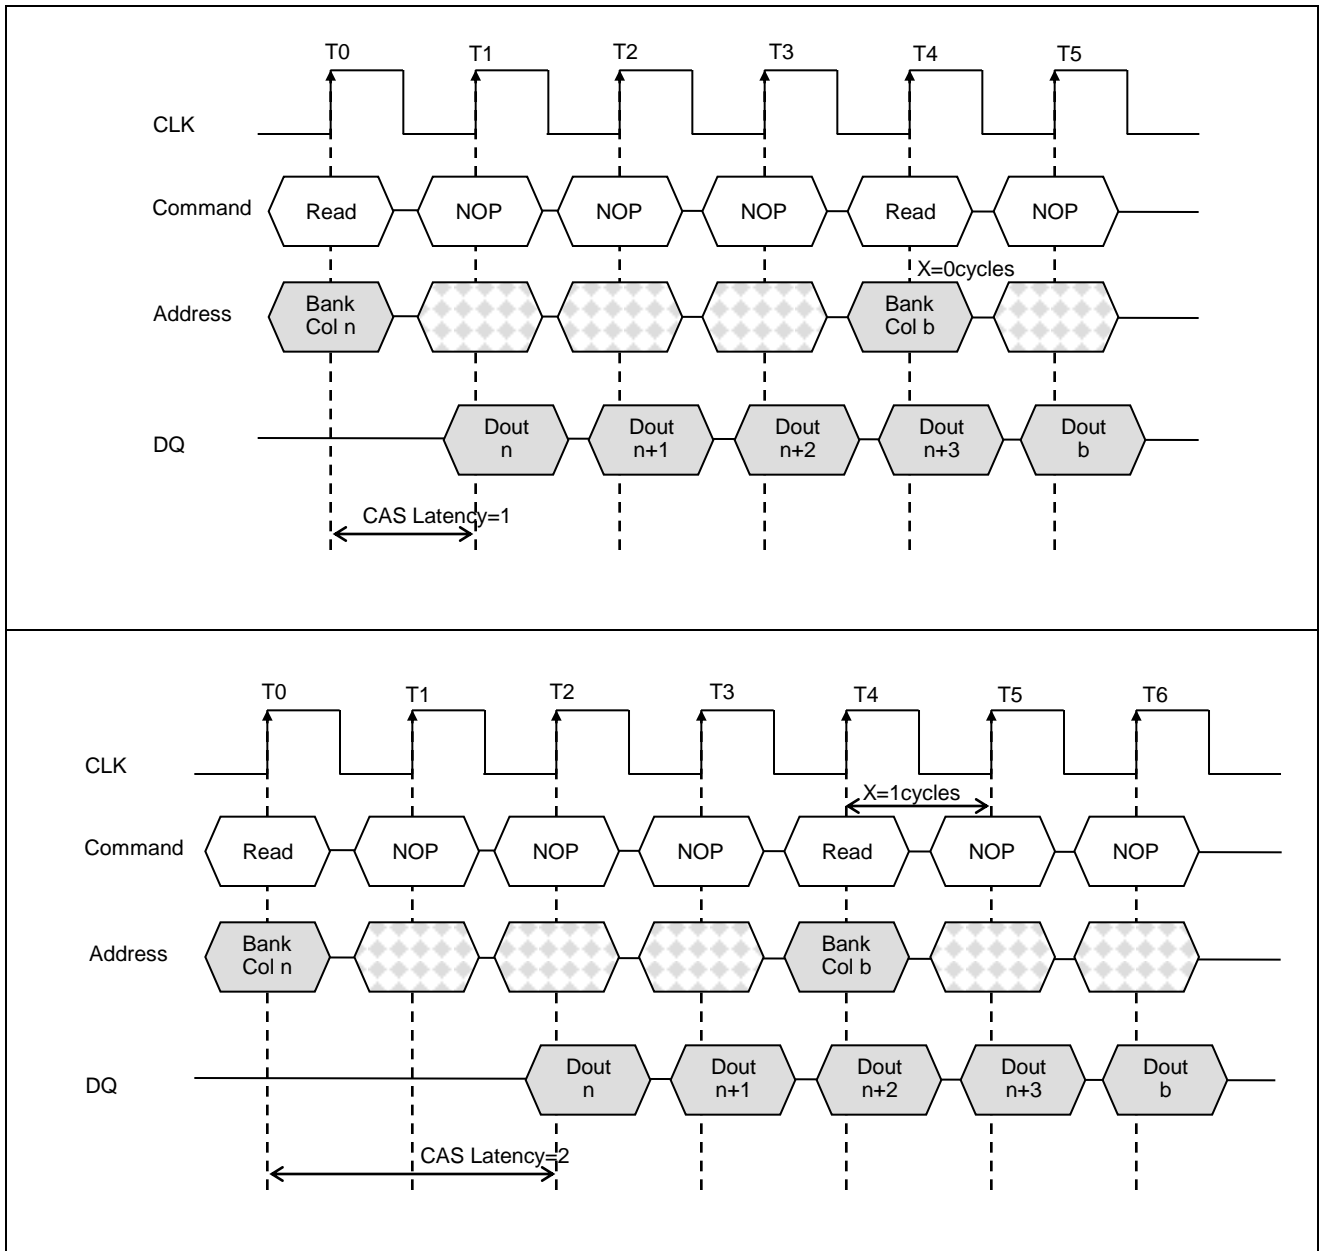 T0 T1 T2 T3 T4 T5
CLK
Command Read NOP NOP NOP Read NOP
X=0cycles
Address Bank Col n Bank Col b
DQ Dout n Dout n+1 Dout n+2 Dout n+3 Dout b
CAS Latency=1
T0 T1 T2 T3 T4 T5 T6
CLK
X=1cycles
Command Read NOP NOP NOP Read NOP NOP
Address Bank Col n Bank Col b
DQ Dout n Dout n+1 Dout n+2 Dout n+3 Dout b
CAS Latency=2